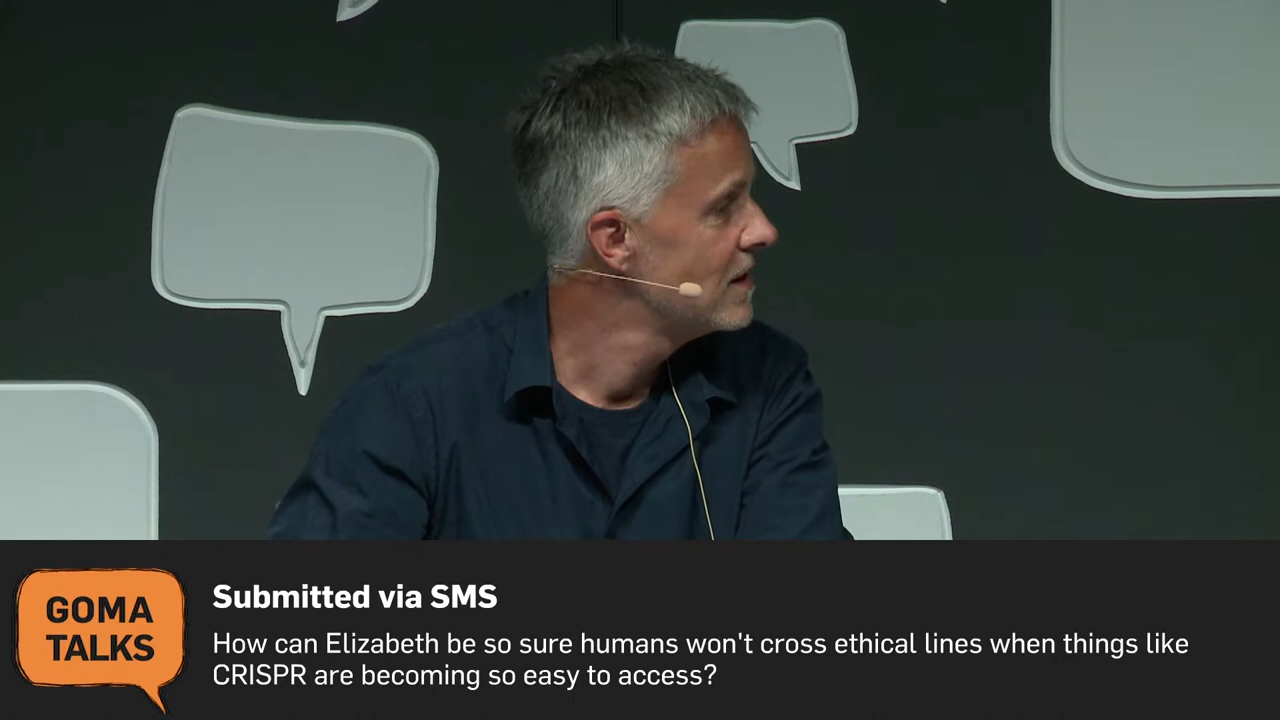 GOMA
TALKS
Submitted via SMS
How can Elizabeth be so sure humans won't cross ethical lines when things like
CRISPR are becoming so easy to access?